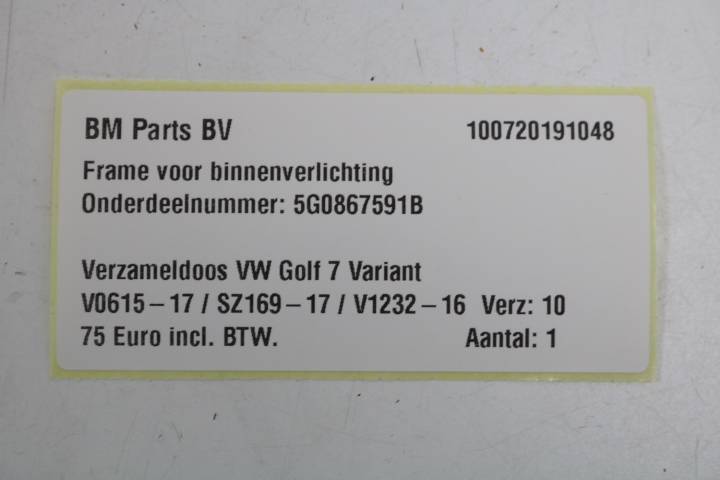 BM Parts BV 100720191048
Frame voor binnenverlichting
Onderdeelnummer: 5G0867591B
Verzameldoos VW Golf 7 Variant
V0615 – 17 / SZ169 – 17 / V1232 – 16 Verz: 10
75 Euro incl. BTW. Aantal: 1